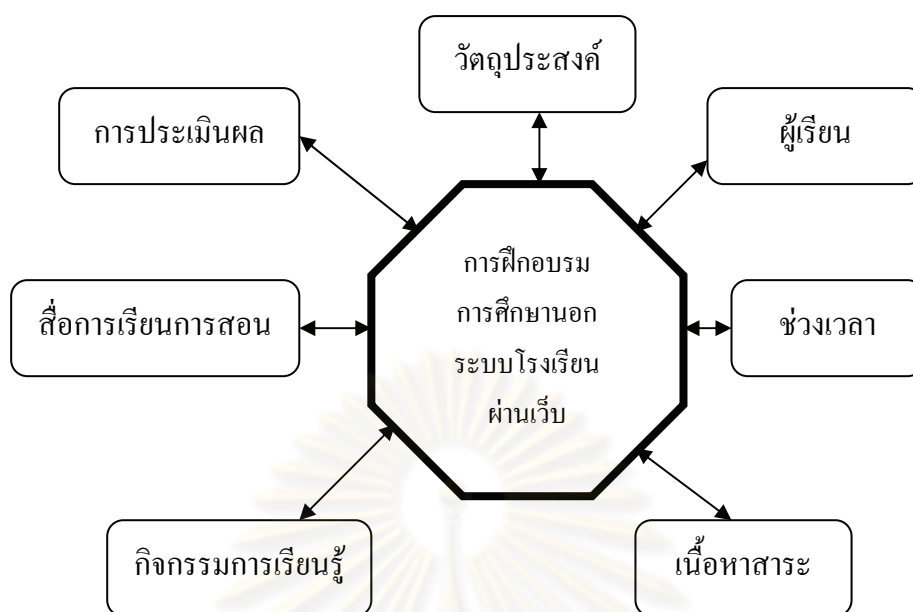 วัตถุประสงค์
การประเมินผล
ผู้เรียน
การฝึกอบรม
การศึกษานอก
ระบบโรงเรียน
ผ่านเว็บ
สื่อการเรียนการสอน
ช่วงเวลา
กิจกรรมการเรียนรู้
เนื้อหาสาระ